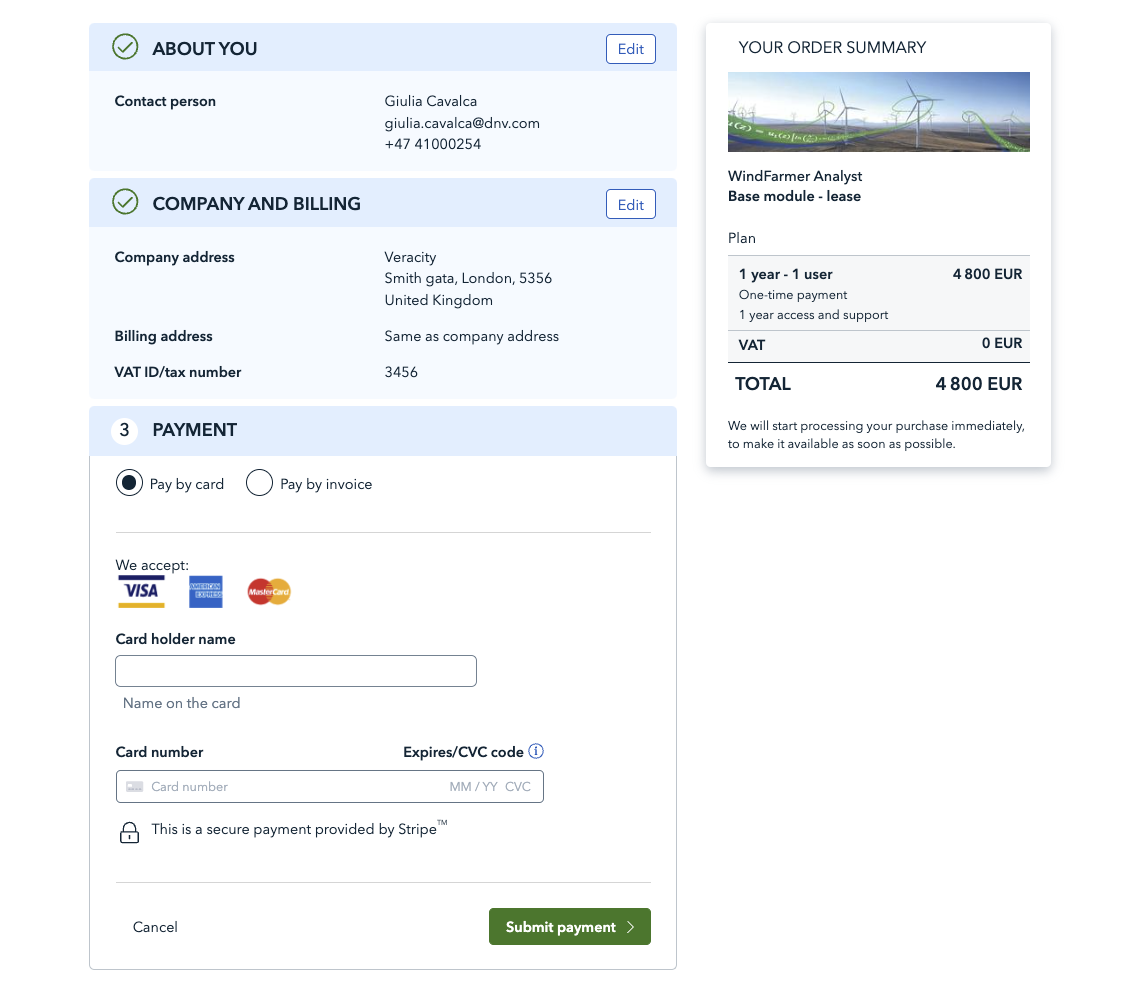 ABOUT YOU
Edit
Contact person
Giulia Cavalca
giulia.cavalca@dnv.com
+47 41000254
COMPANY AND BILLING
Edit
Company address
Veracity
Smith gata, London, 5356
United Kingdom
Billing address
Same as company address
VAT ID/tax number
3456
3 PAYMENT
Pay by card
Pay by invoice
We accept:
VISA
AMERICAN EXPRESS
MasterCard
Card holder name
Name on the card
Card number
Expires/CVC code
Card number
MM / YY CVC
This is a secure payment provided by Stripe™
Cancel
Submit payment
YOUR ORDER SUMMARY
WindFarmer Analyst
Base module - lease
Plan
1 year - 1 user 4 800 EUR
One-time payment
1 year access and support
VAT 0 EUR
TOTAL 4 800 EUR
We will start processing your purchase immediately,
to make it available as soon as possible.